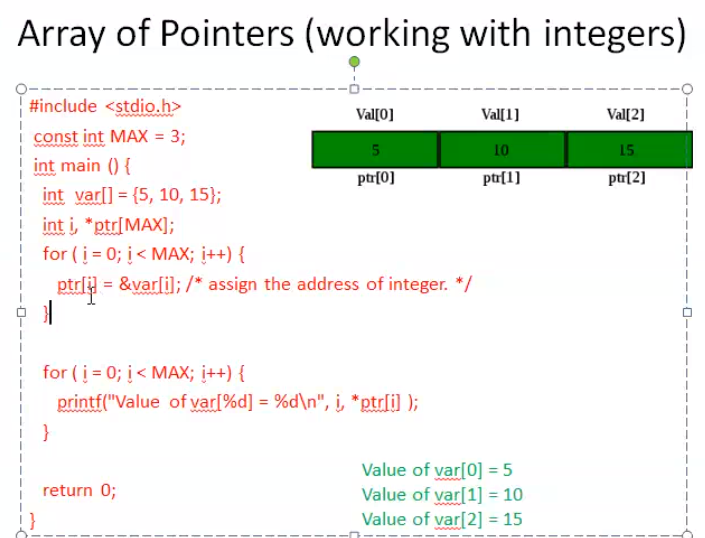 Array of Pointers (working with integers)
#include <stdio.h>
const int MAX = 3;
int main () {
int var[] = {5, 10, 15};
int i, *ptr[MAX];
for ( i = 0; i < MAX; i++) {
ptr[i] = &var[i]; /* assign the address of integer. */
}
for ( i = 0; i < MAX; i++) {
printf("Value of var[%d] = %d\n", i, *ptr[i] );
}
return 0;
}
Val[0] Val[1] Val[2]
5 10 15
ptr[0] ptr[1] ptr[2]
Value of var[0] = 5
Value of var[1] = 10
Value of var[2] = 15